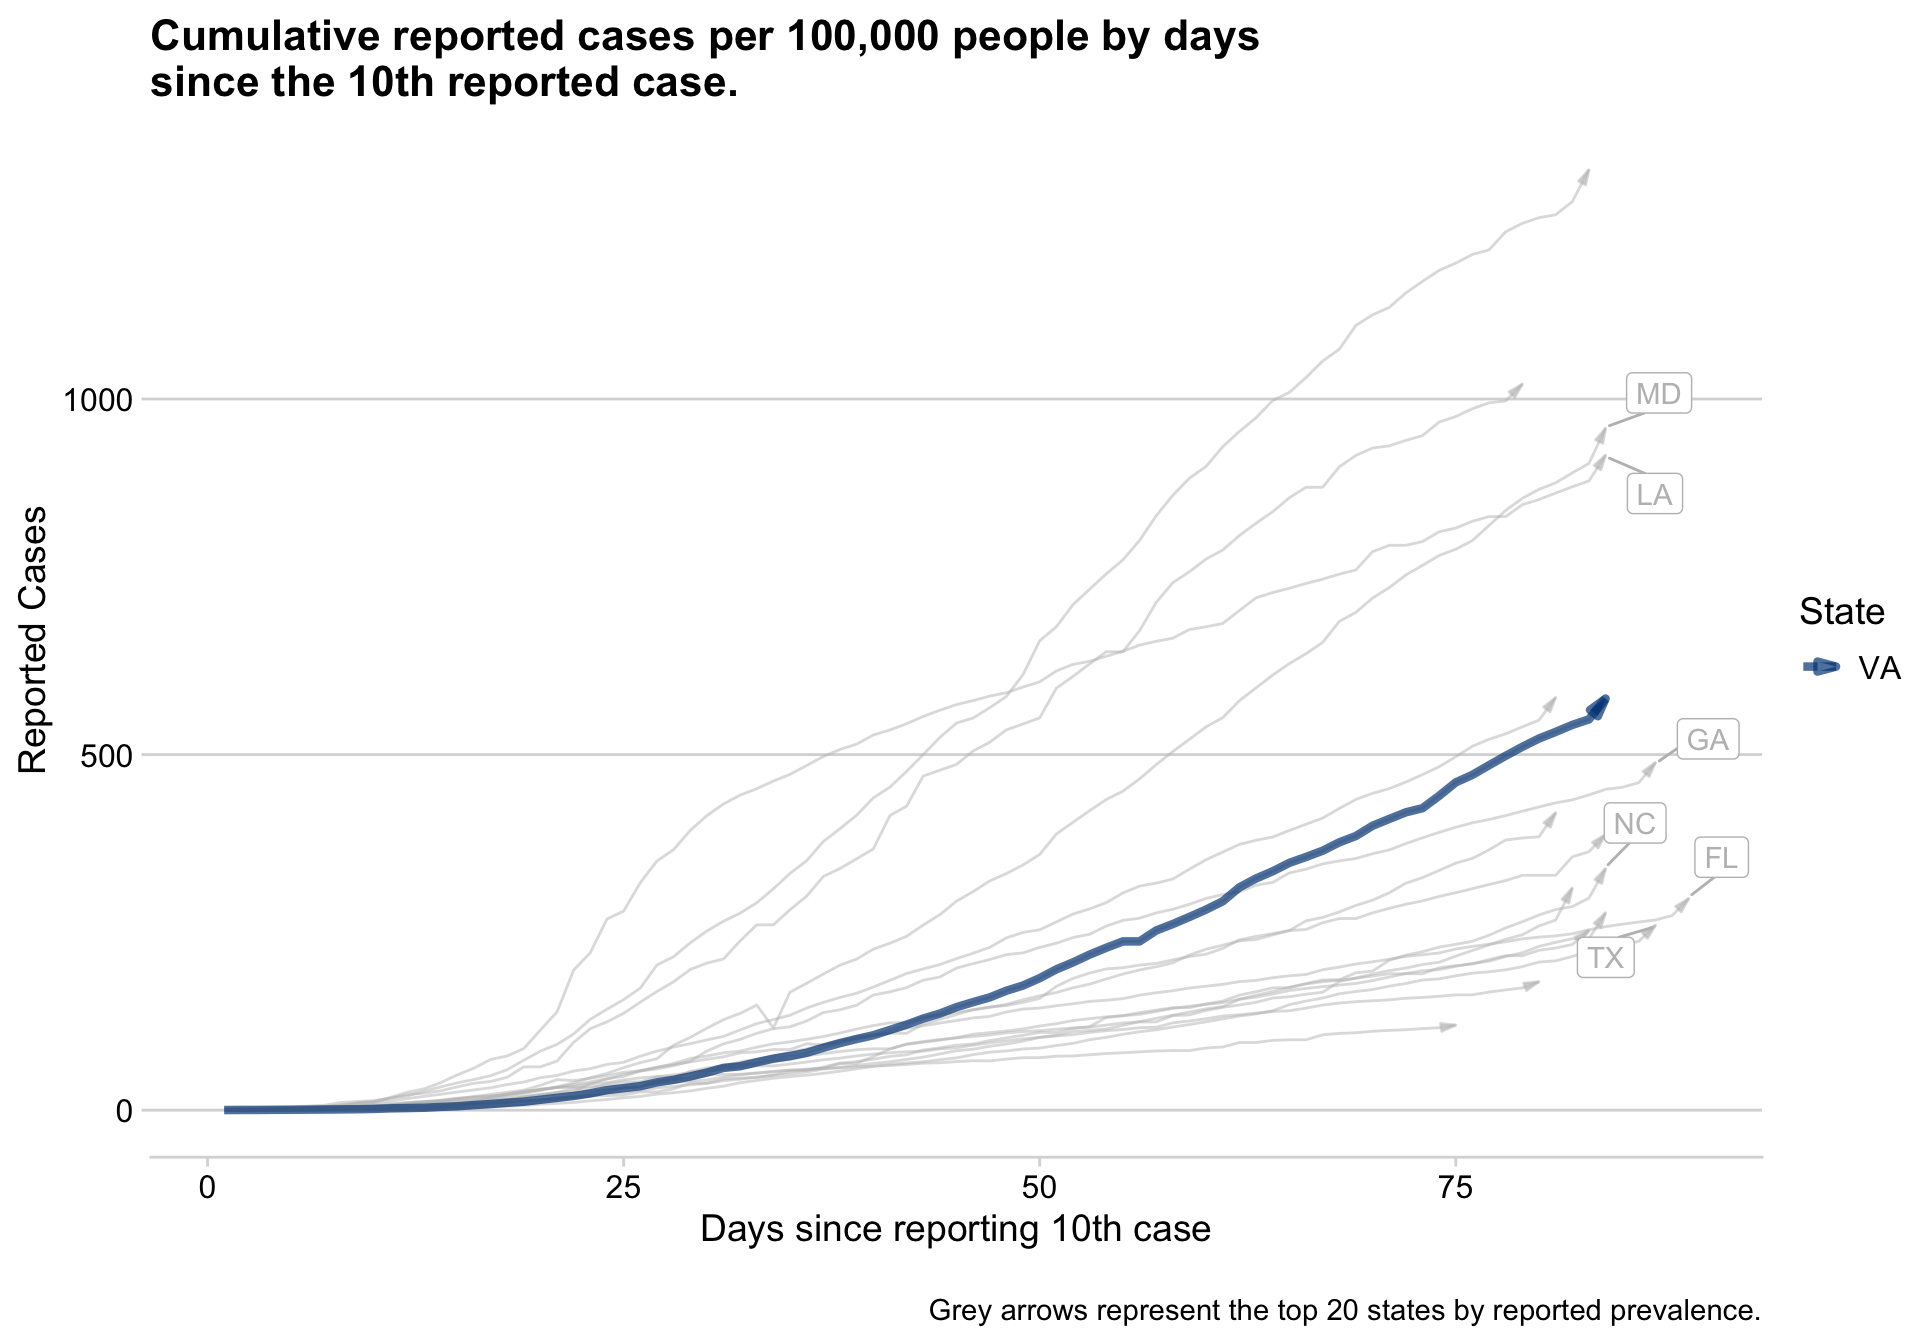 Cumulative reported cases per 100,000 people by days
since the 10th reported case.
1000
500
0
Reported Cases
MD
LA
GA
NC
FL
TX
State
VA
0
25
50
75
Days since reporting 10th case
Grey arrows represent the top 20 states by reported prevalence.